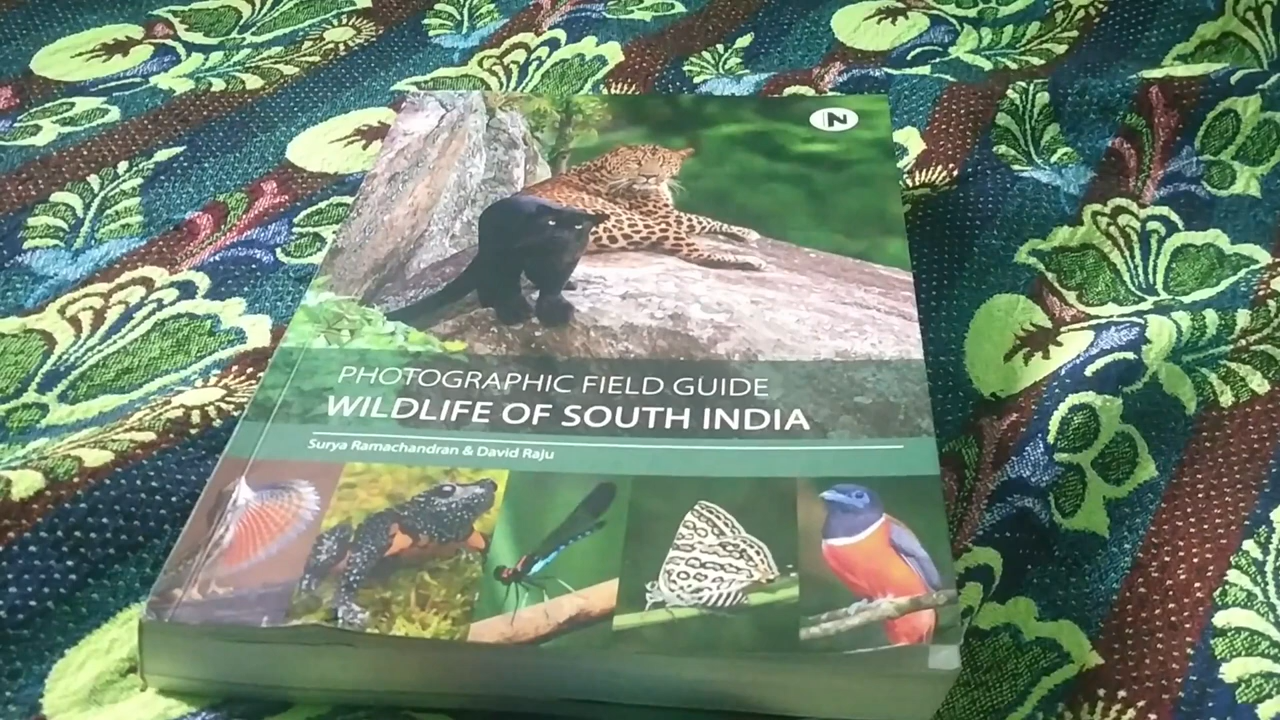 N
PHOTOGRAPHIC FIELD GUIDE
WILDLIFE OF SOUTH INDIA
Surya Ramachandran & David Raju